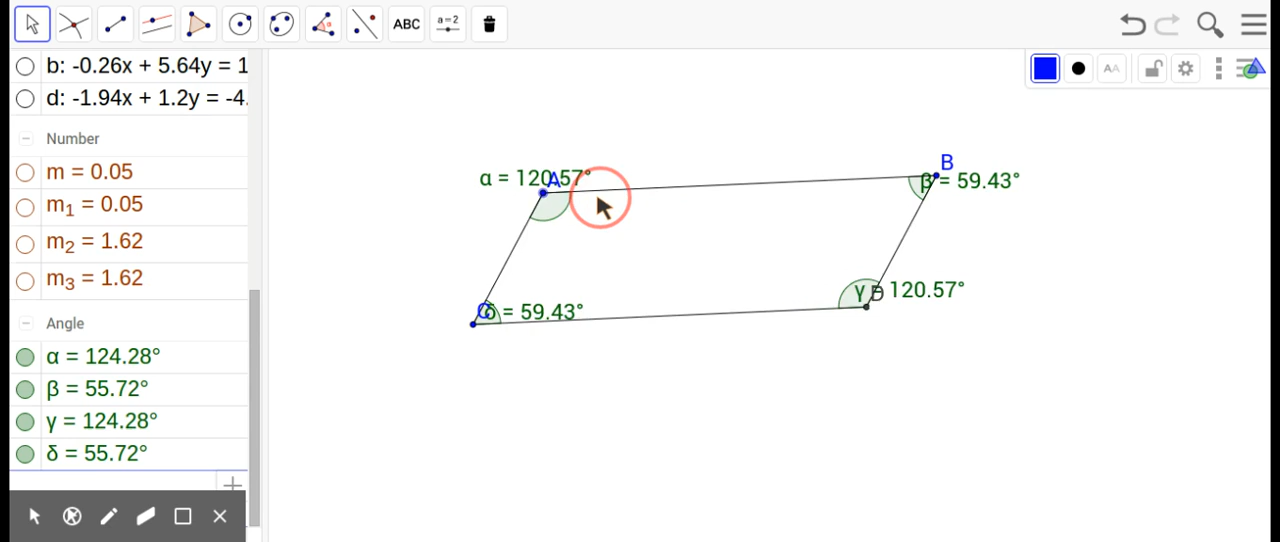 ABC
a=2
AA
b: -0.26x + 5.64y = 1
d: -1.94x + 1.2y = -4.
Number
m = 0.05
m₁ = 0.05
m₂ = 1.62
m₃ = 1.62
Angle
α = 124.28°
β = 55.72°
γ = 124.28°
δ = 55.72°
α = 120.57°
A
B
β = 59.43°
C
δ = 59.43°
γ = 120.57°
D